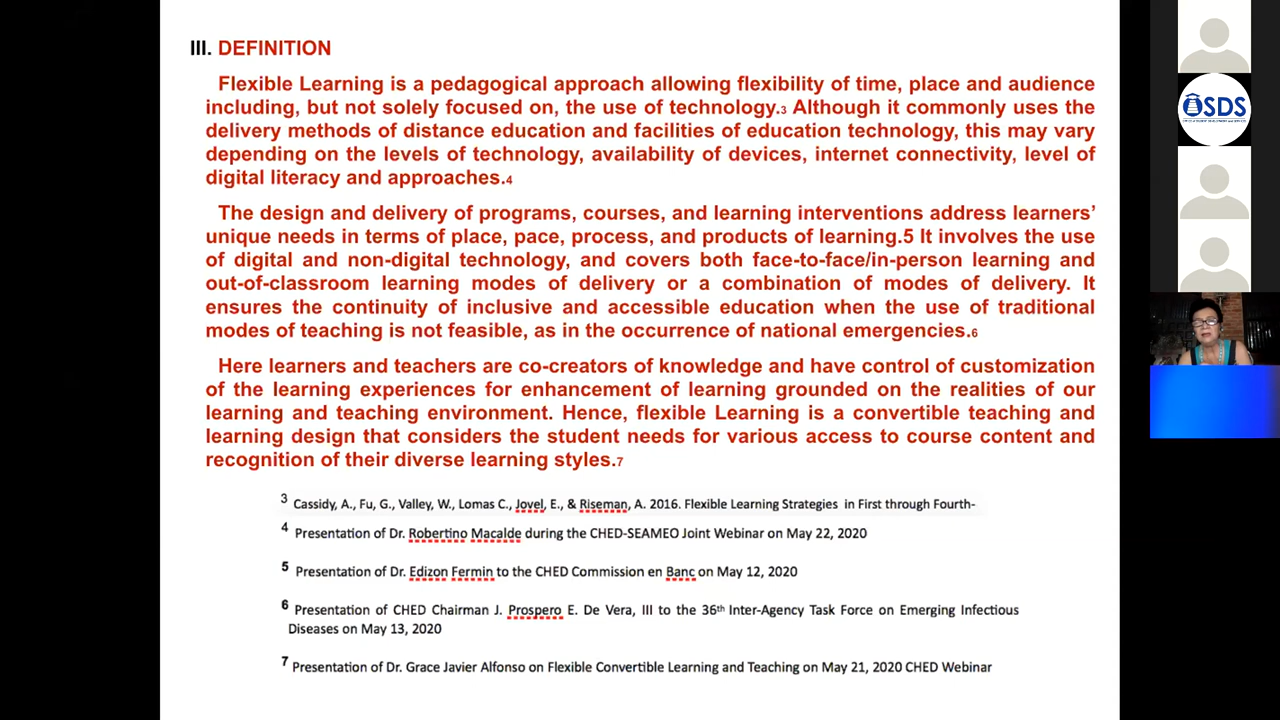 III. DEFINITION
Flexible Learning is a pedagogical approach allowing flexibility of time, place and audience
including, but not solely focused on, the use of technology.3 Although it commonly uses the
delivery methods of distance education and facilities of education technology, this may vary
depending on the levels of technology, availability of devices, internet connectivity, level of
digital literacy and approaches.4
The design and delivery of programs, courses, and learning interventions address learners’
unique needs in terms of place, pace, process, and products of learning.5 It involves the use
of digital and non-digital technology, and covers both face-to-face/in-person learning and
out-of-classroom learning modes of delivery or a combination of modes of delivery. It
ensures the continuity of inclusive and accessible education when the use of traditional
modes of teaching is not feasible, as in the occurrence of national emergencies.6
Here learners and teachers are co-creators of knowledge and have control of customization
of the learning experiences for enhancement of learning grounded on the realities of our
learning and teaching environment. Hence, flexible Learning is a convertible teaching and
learning design that considers the student needs for various access to course content and
recognition of their diverse learning styles.7
3 Cassidy, A., Fu, G., Valley, W., Lomas C., Jovel, E., & Riseman, A. 2016. Flexible Learning Strategies in First through Fourth-
4 Presentation of Dr. Robertino Macalde during the CHED-SEAMEO Joint Webinar on May 22, 2020
5 Presentation of Dr. Edizon Fermin to the CHED Commission en Banc on May 12, 2020
6 Presentation of CHED Chairman J. Prospero E. De Vera, III to the 36th Inter-Agency Task Force on Emerging Infectious
Diseases on May 13, 2020
7 Presentation of Dr. Grace Javier Alfonso on Flexible Convertible Learning and Teaching on May 21, 2020 CHED Webinar
OSDS